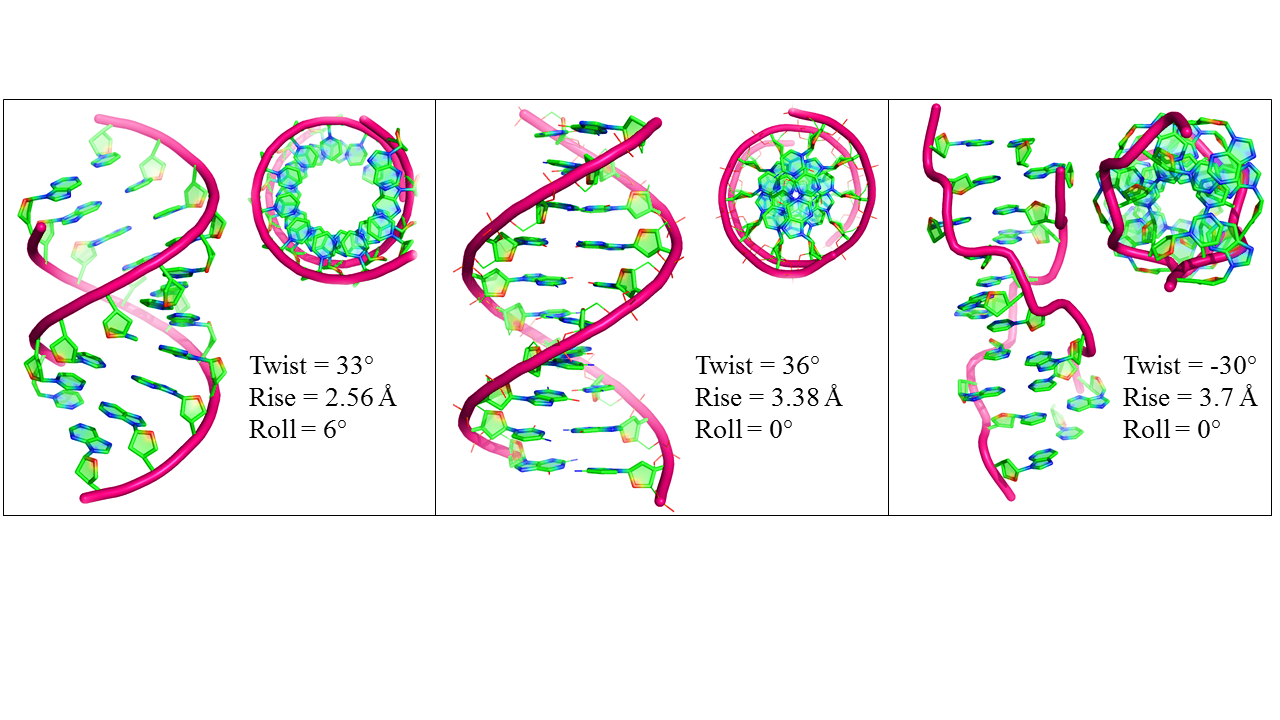 Twist = 33°
Rise = 2.56 Å
Roll = 6°
Twist = 36°
Rise = 3.38 Å
Roll = 0°
Twist = -30°
Rise = 3.7 Å
Roll = 0°